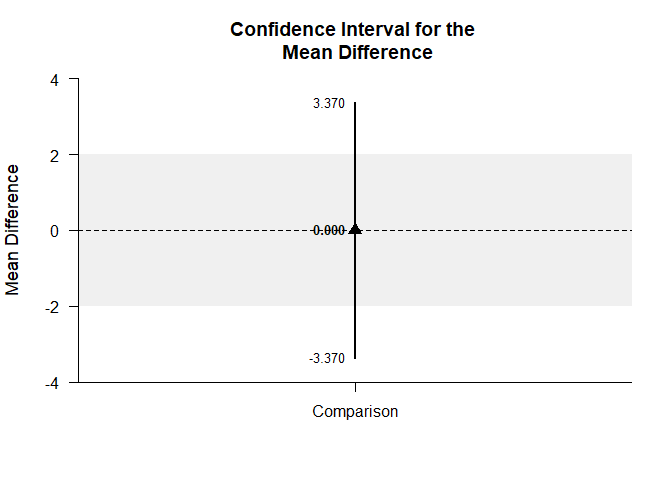 Confidence Interval for the
Mean Difference
4
3.370
2
Mean Difference
0
0.000
-2
-3.370
-4
Comparison